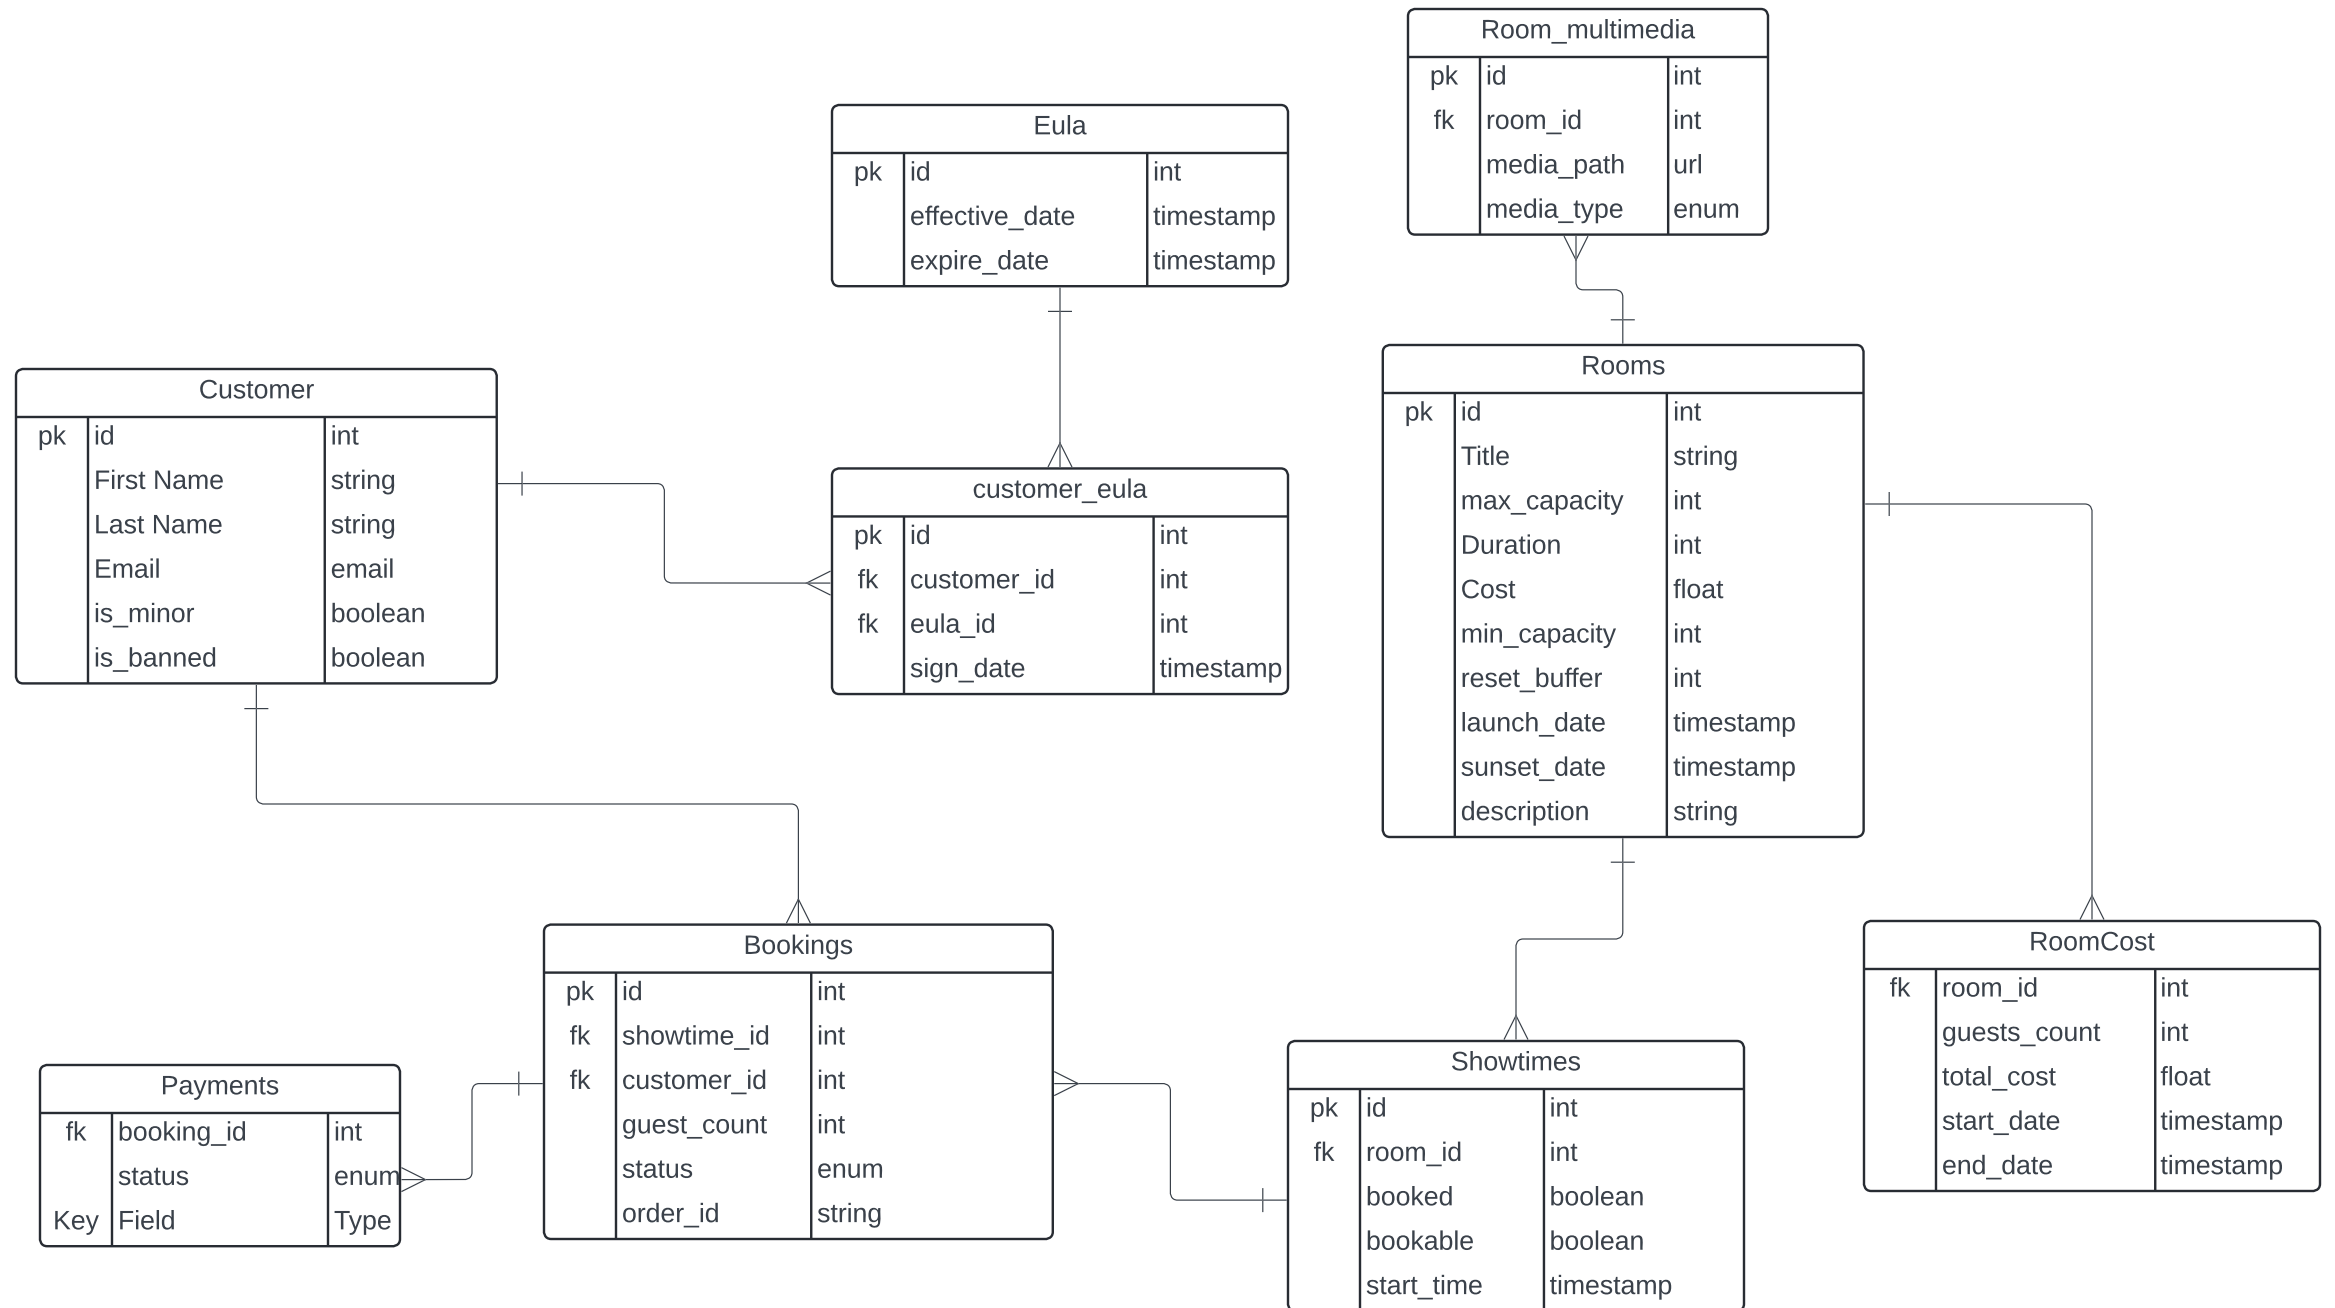 Room_multimedia
pk id int
fk room_id int
media_path url
media_type enum
Eula
pk id int
effective_date timestamp
expire_date timestamp
Customer
pk id int
First Name string
Last Name string
Email email
is_minor boolean
is_banned boolean
customer_eula
pk id int
fk customer_id int
fk eula_id int
sign_date timestamp
Rooms
pk id int
Title string
max_capacity int
Duration int
Cost float
min_capacity int
reset_buffer int
launch_date timestamp
sunset_date timestamp
description string
Bookings
pk id int
fk showtime_id int
fk customer_id int
guest_count int
status enum
order_id string
RoomCost
fk room_id int
guests_count int
total_cost float
start_date timestamp
end_date timestamp
Payments
fk booking_id int
status enum
Key Field Type
Showtimes
pk id int
fk room_id int
booked boolean
bookable boolean
start_time timestamp